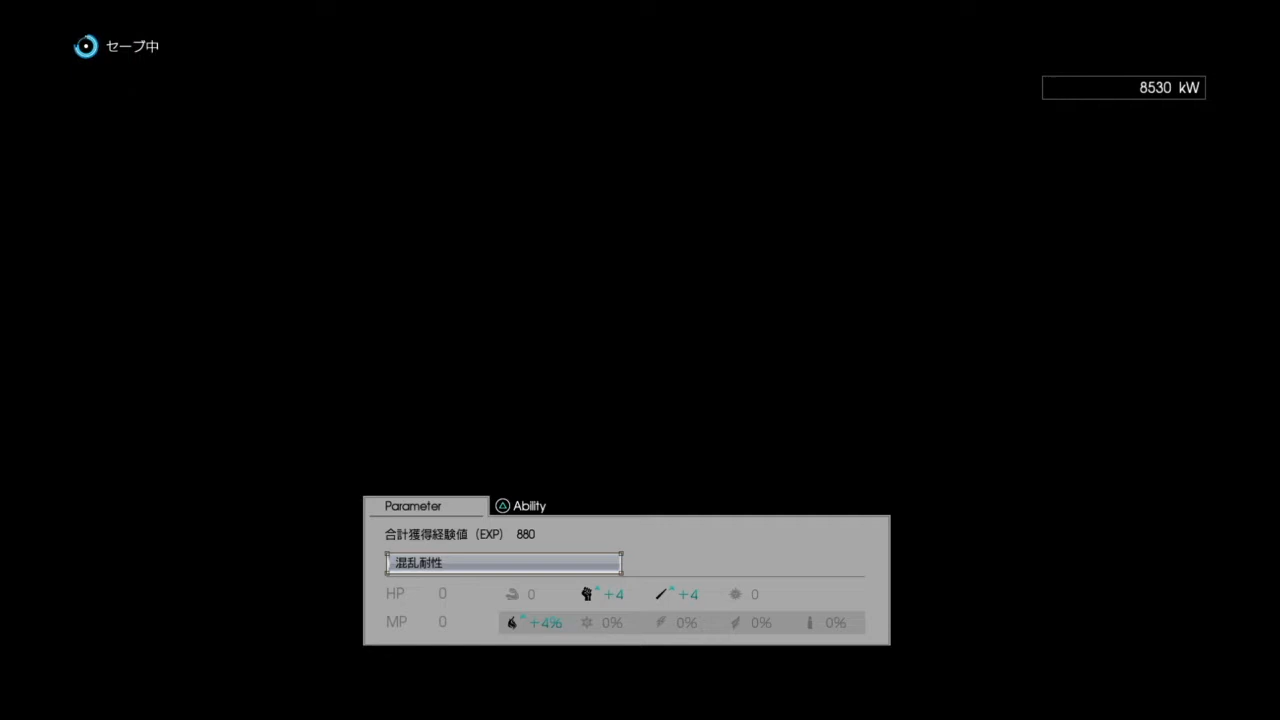 セーブ中
8530 kW
Parameter Ⓐ Ability
合計獲得経験値（EXP） 880
混乱耐性
HP 0 0 +4 +4 0
MP 0 +4% 0% 0% 0% 0%